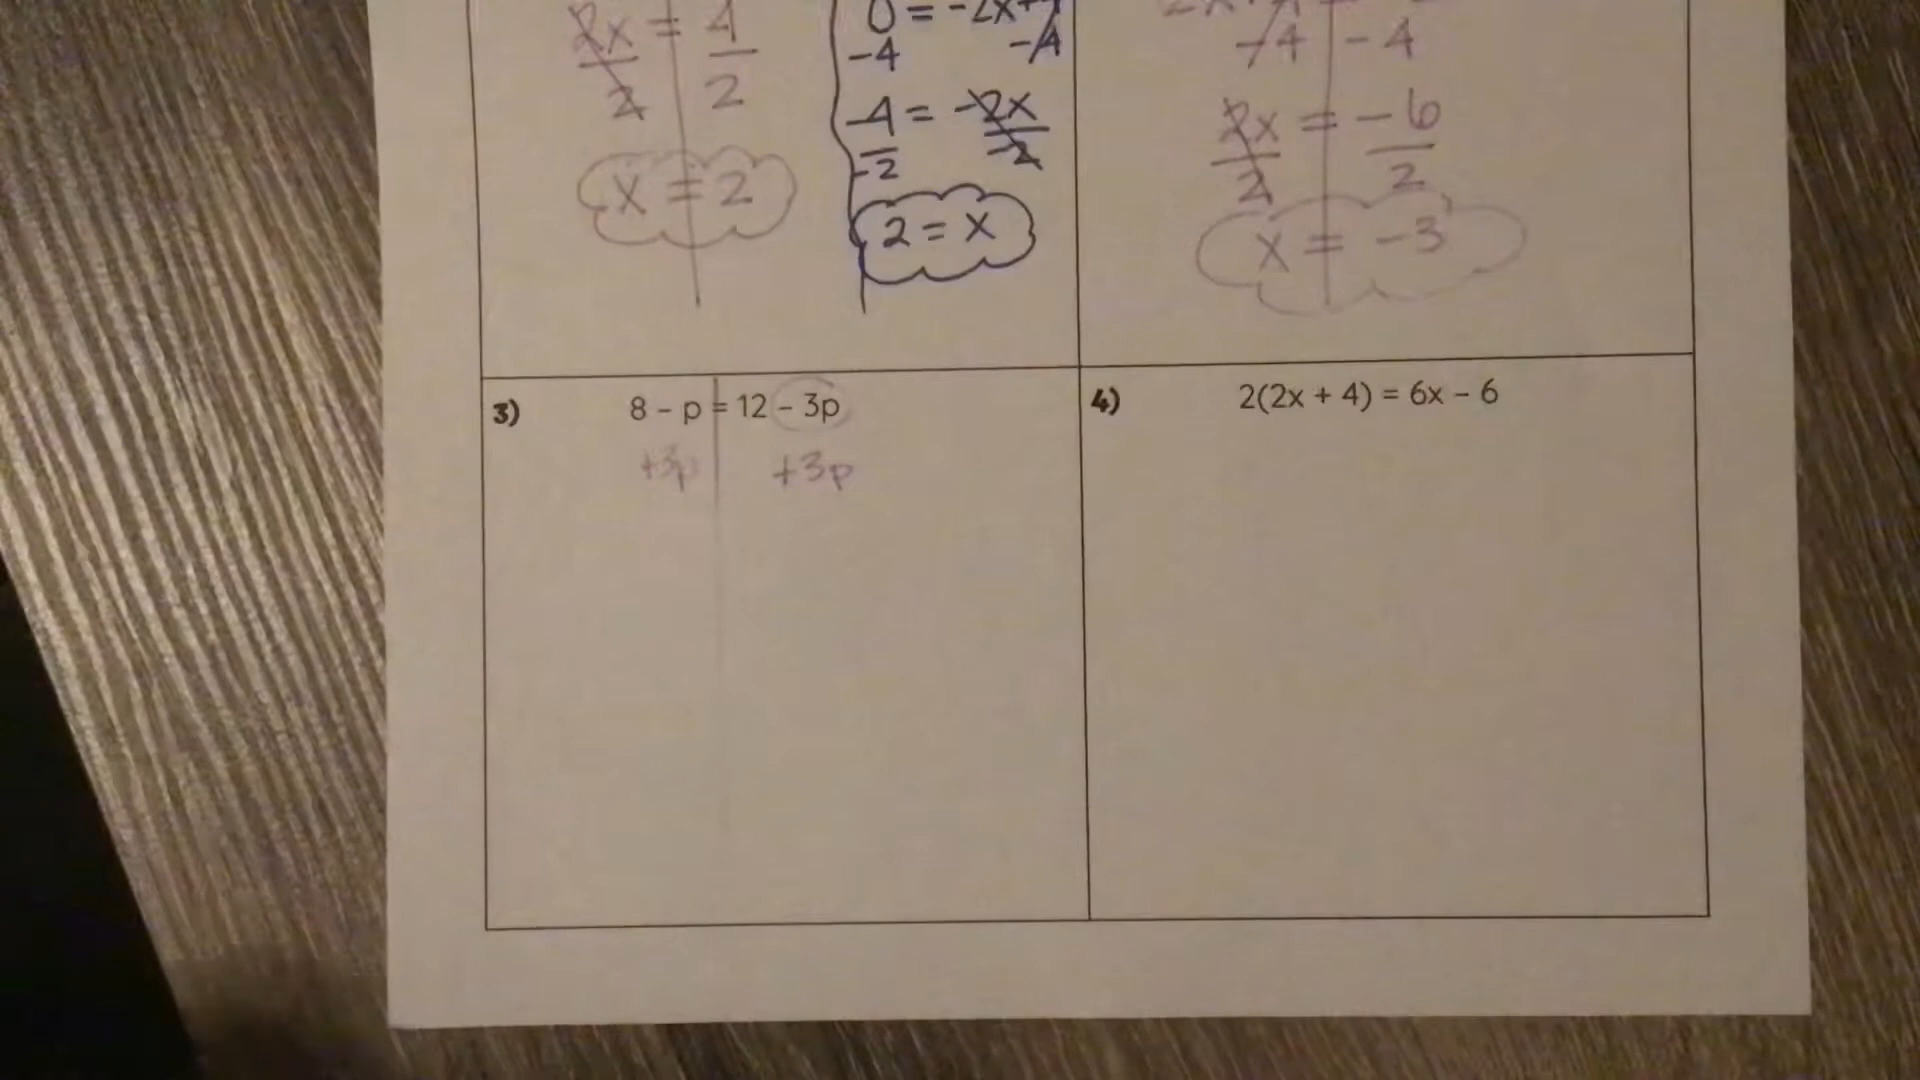 2x = 4
2 2
x = 2
0 = -2x+4
-4 -4
-4 = -2x
-2 -2
2 = x
-4 -4
2x = -6
2 2
x = -3
3) 8 - p = 12 - 3p
+3p +3p
4) 2(2x + 4) = 6x - 6